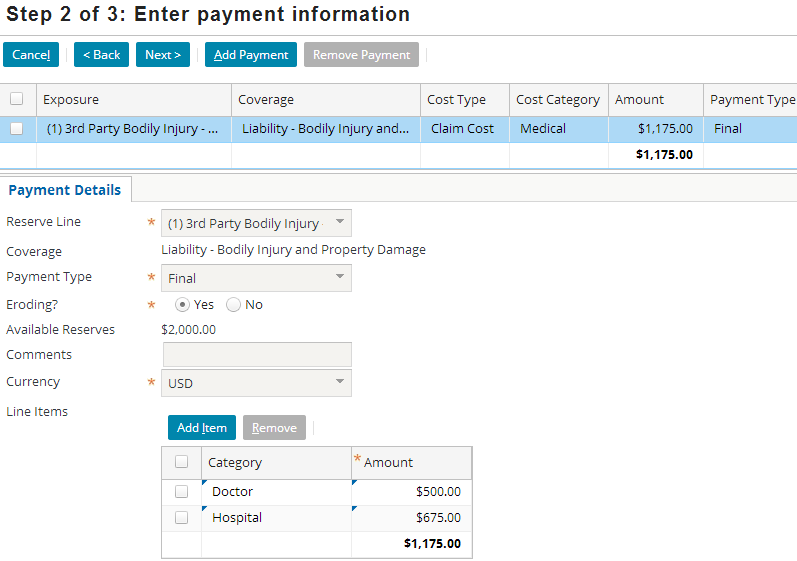 Step 2 of 3: Enter payment information
Cancel < Back Next > Add Payment Remove Payment
Exposure Coverage Cost Type Cost Category Amount Payment Type
(1) 3rd Party Bodily Injury - ... Liability - Bodily Injury and... Claim Cost Medical $1,175.00 Final
$1,175.00
Payment Details
Reserve Line * (1) 3rd Party Bodily Injury
Coverage Liability - Bodily Injury and Property Damage
Payment Type * Final
Eroding? * Yes No
Available Reserves $2,000.00
Comments
Currency * USD
Line Items
Add Item Remove
Category * Amount
Doctor $500.00
Hospital $675.00
$1,175.00